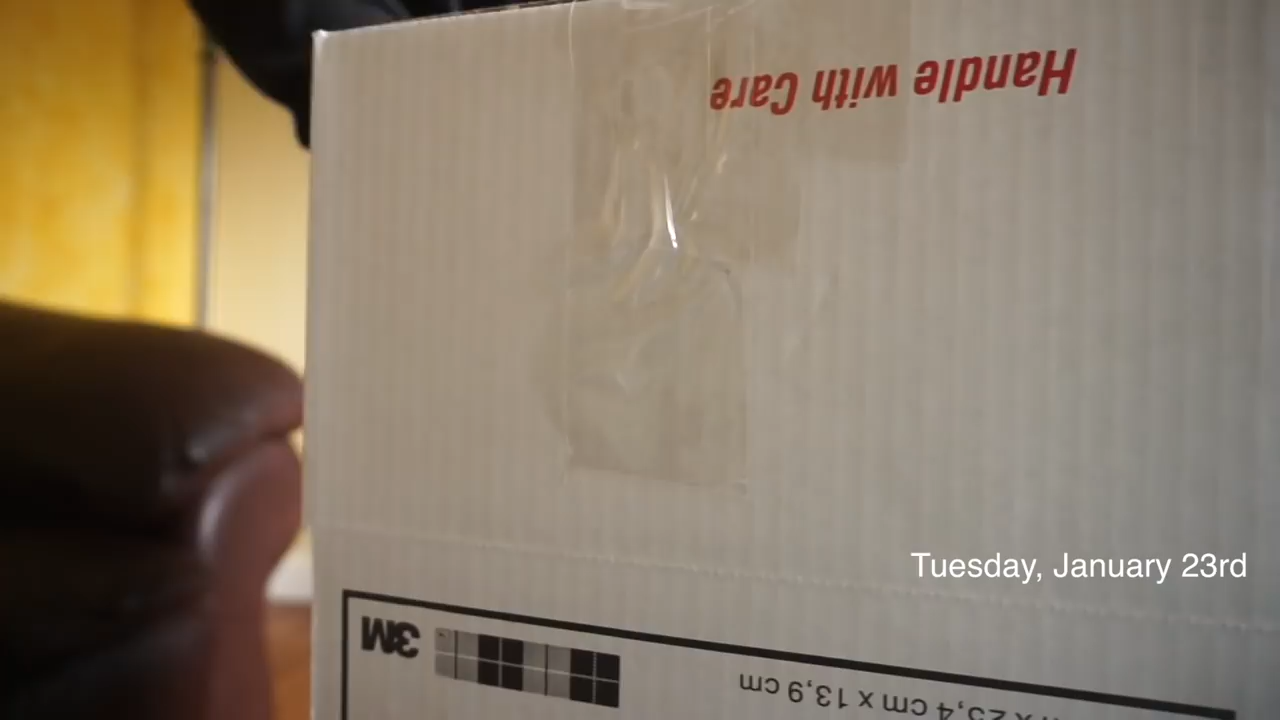 Handle with Care
Tuesday, January 23rd
3M
x 25,4 cm x 13,9 cm